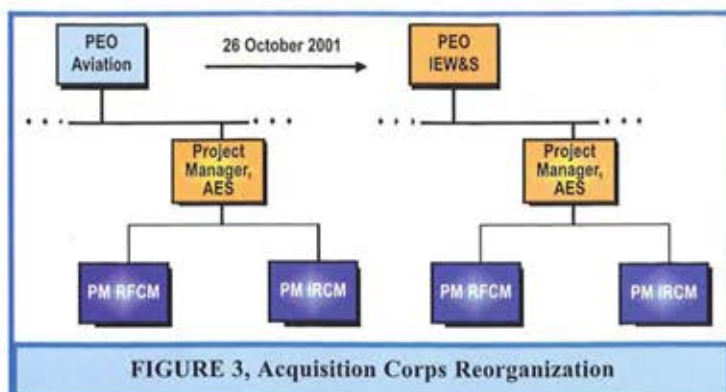 PEO
Aviation
26 October 2001
PEO
IEW&S
Project
Manager,
AES
Project
Manager,
AES
PM RFCM
PM IRCM
PM RFCM
PM IRCM
FIGURE 3, Acquisition Corps Reorganization